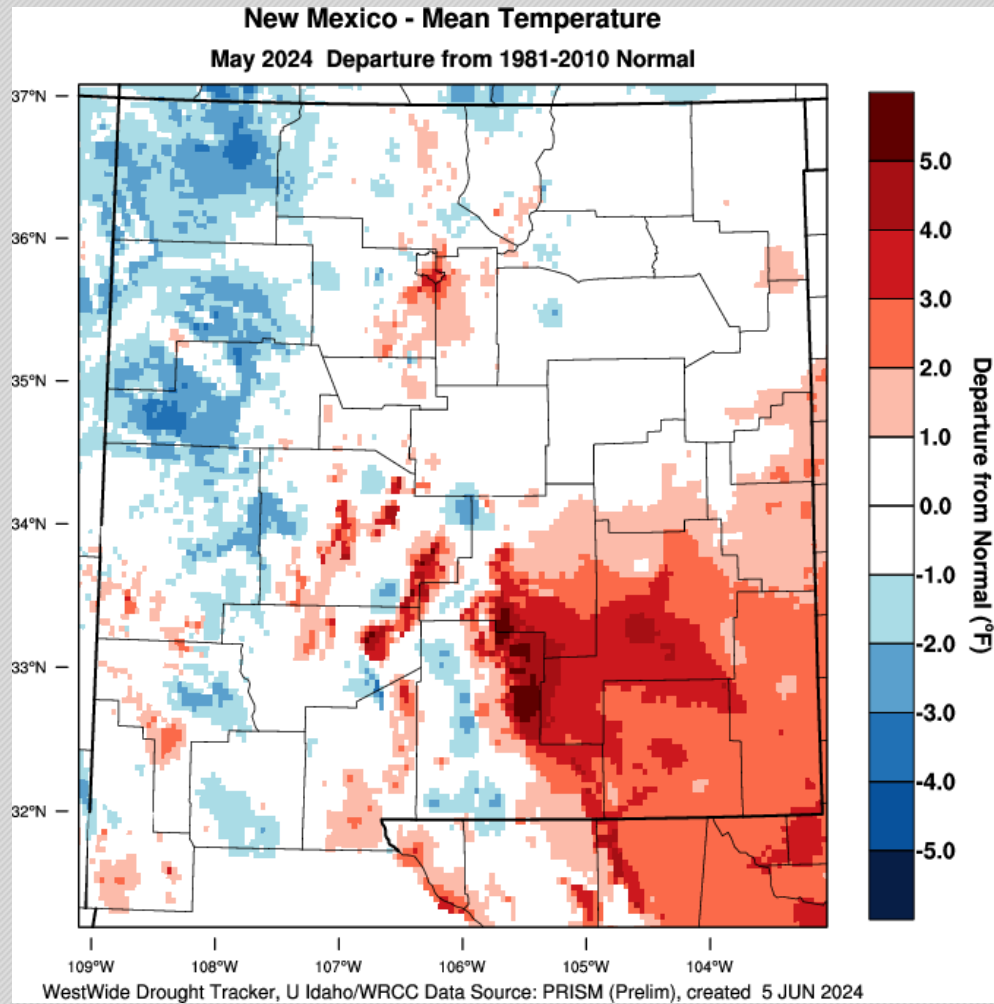 New Mexico - Mean Temperature
May 2024 Departure from 1981-2010 Normal
37°N
36°N
35°N
34°N
33°N
32°N
109°W
108°W
107°W
106°W
105°W
104°W
5.0
4.0
3.0
2.0
1.0
0.0
-1.0
-2.0
-3.0
-4.0
-5.0
Departure from Normal (°F)
WestWide Drought Tracker, U Idaho/WRCC Data Source: PRISM (Prelim), created 5 JUN 2024